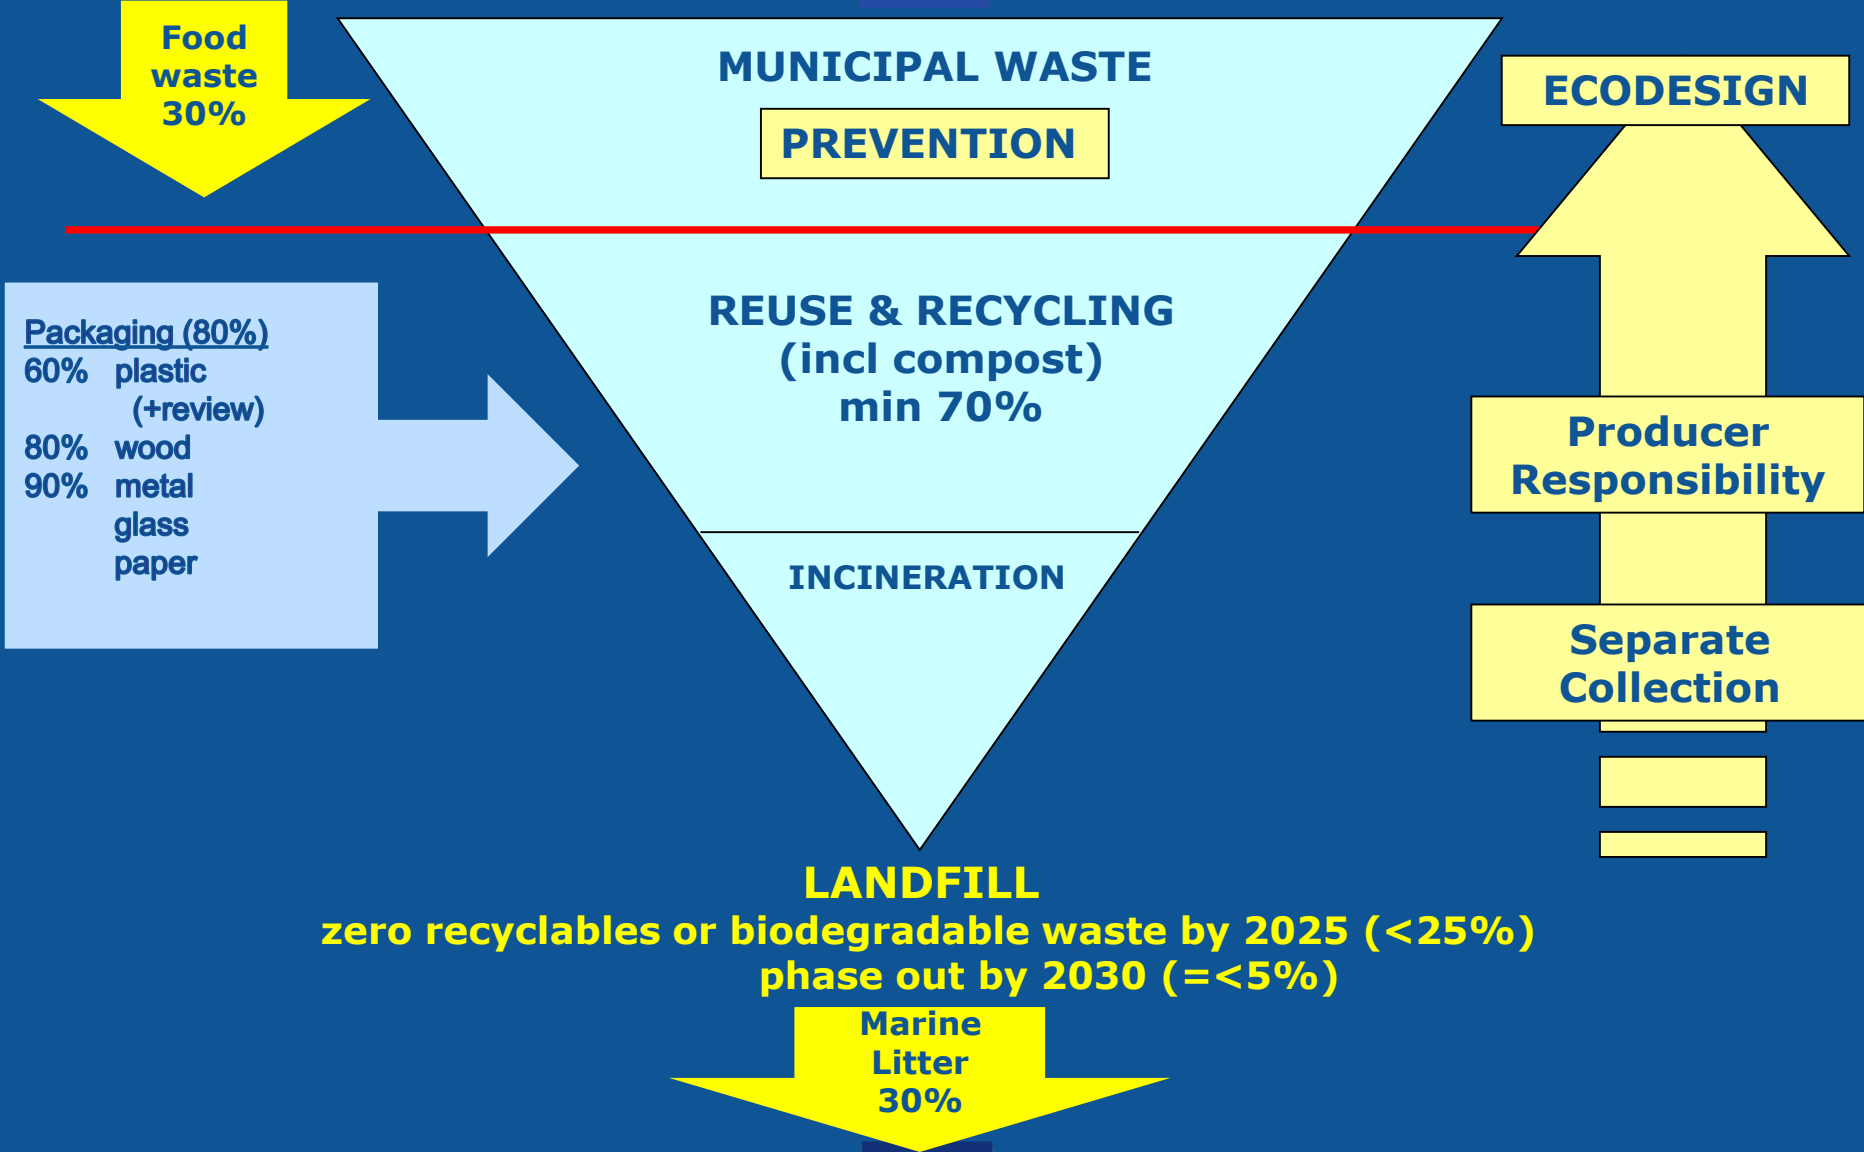 Food
waste
30%
MUNICIPAL WASTE
PREVENTION
ECODESIGN
Packaging (80%)
60% plastic
(+review)
80% wood
90% metal
glass
paper
REUSE & RECYCLING
(incl compost)
min 70%
INCINERATION
Producer
Responsibility
Separate
Collection
LANDFILL
zero recyclables or biodegradable waste by 2025 (<25%)
phase out by 2030 (=<5%)
Marine
Litter
30%